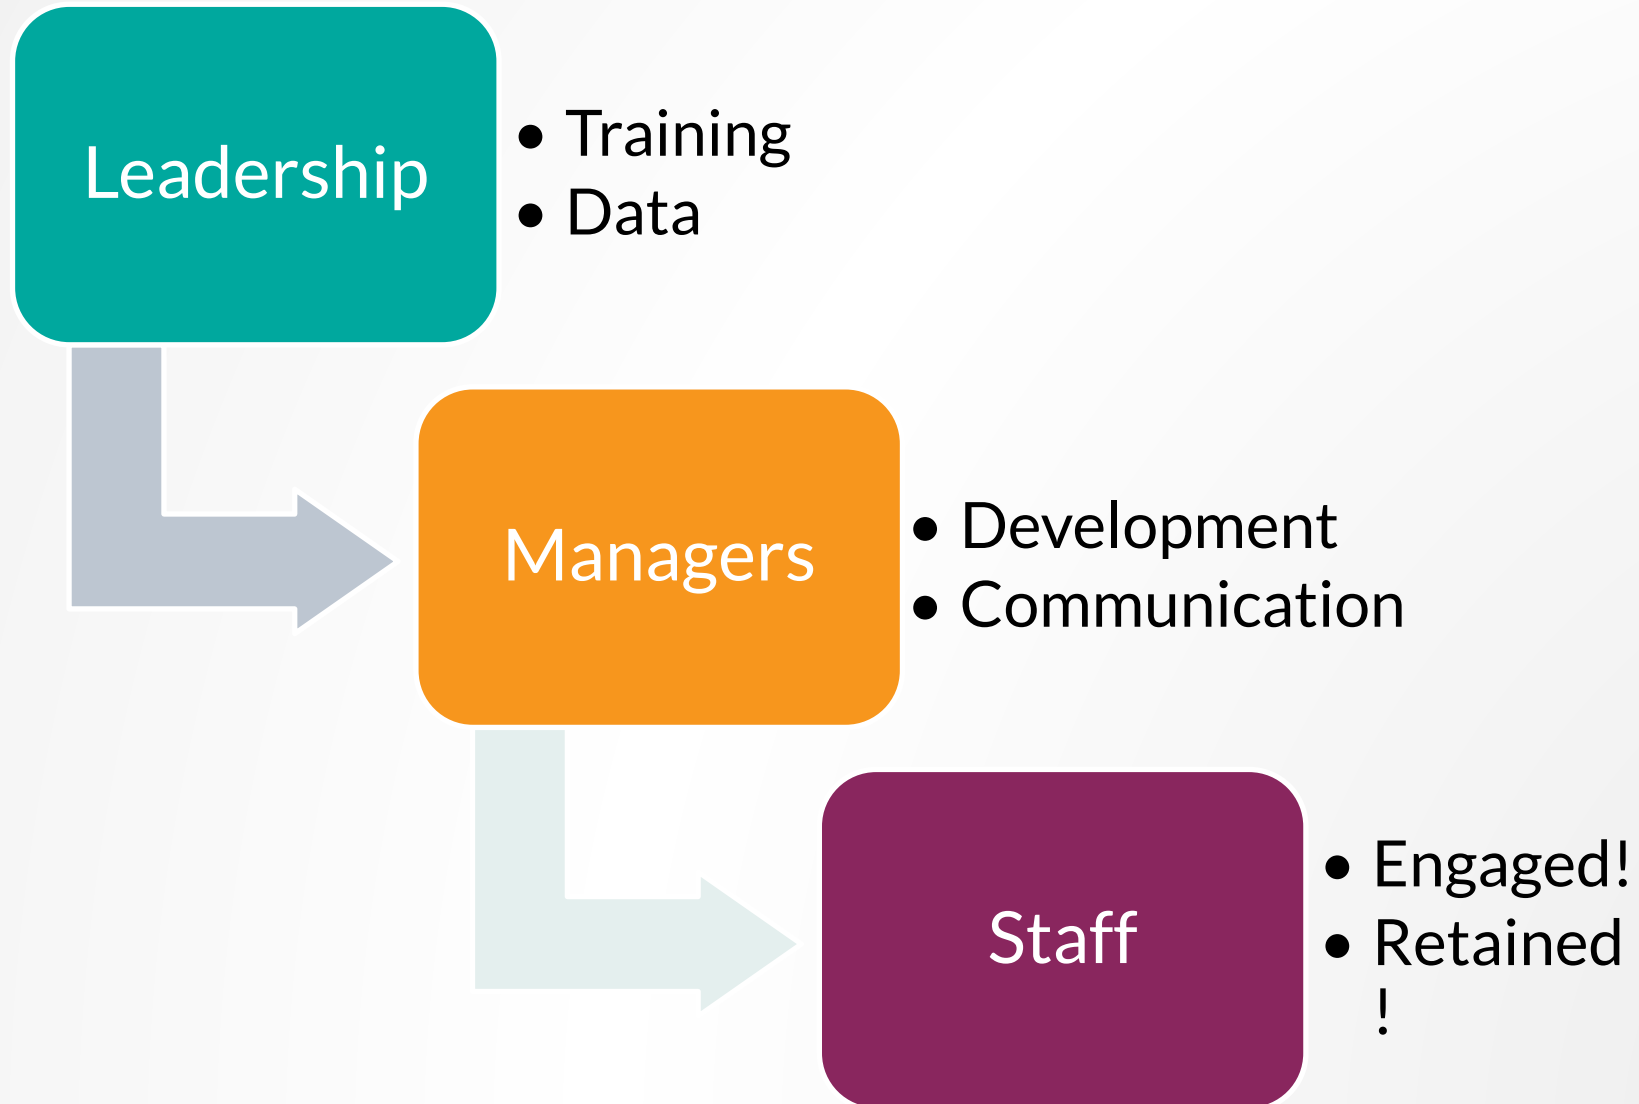 Leadership
• Training
• Data
Managers
• Development
• Communication
Staff
• Engaged!
• Retained
!